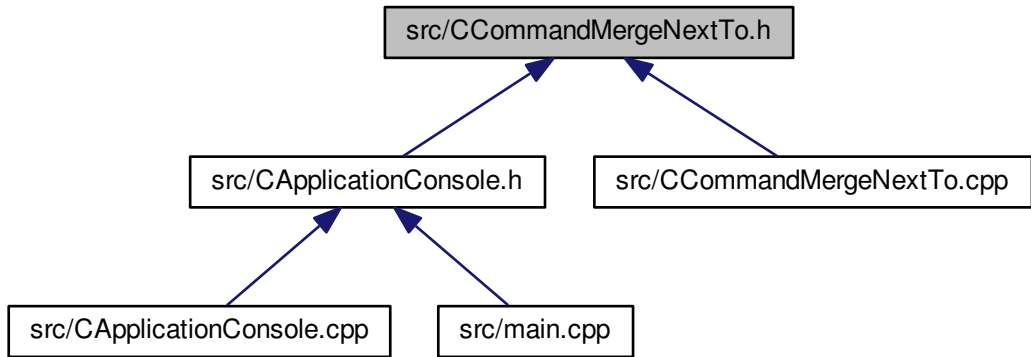 src/CCommandMergeNextTo.h
src/CApplicationConsole.h
src/CCommandMergeNextTo.cpp
src/CApplicationConsole.cpp
src/main.cpp